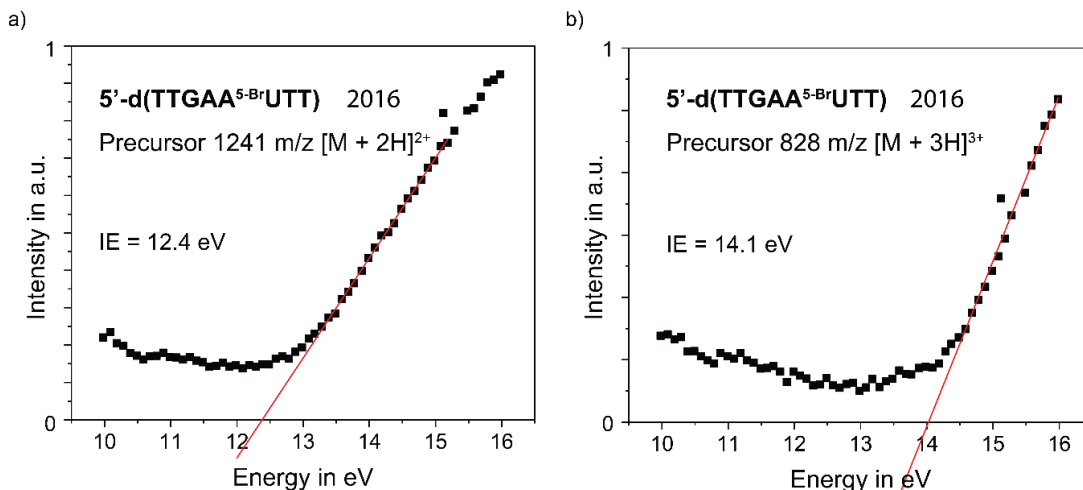 a)
1
5'-d(TTGAA5-BrUTT) 2016
Precursor 1241 m/z [M + 2H]2+
IE = 12.4 eV
Intensity in a.u.
0
10 11 12 13 14 15 16
Energy in eV
b)
1
5'-d(TTGAA5-BrUTT) 2016
Precursor 828 m/z [M + 3H]3+
IE = 14.1 eV
Intensity in a.u.
0
10 11 12 13 14 15 16
Energy in eV